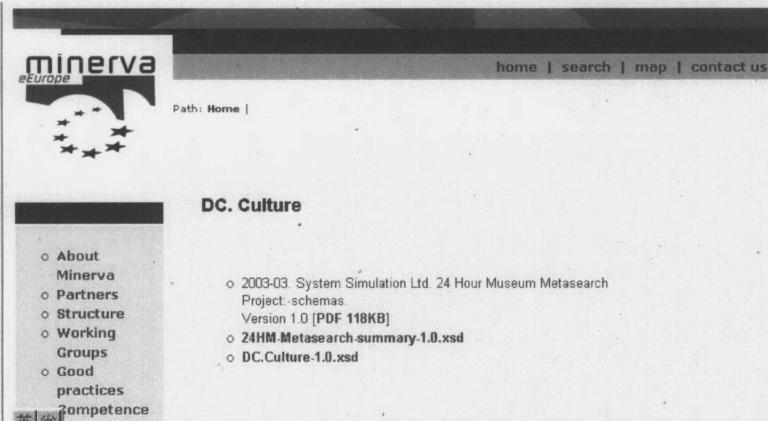 minerva
eEurope
home | search | map | contact us
Path: Home |
DC. Culture
o About
Minerva
o Partners
o Structure
o Working
Groups
o Good
practices
ompetence
o 2003-03. System Simulation Ltd. 24 Hour Museum Metasearch
Project: schemas.
Version 1.0 [PDF 118KB]
o 24HM-Metasearch-summary-1.0.xsd
o DC.Culture-1.0.xsd
英